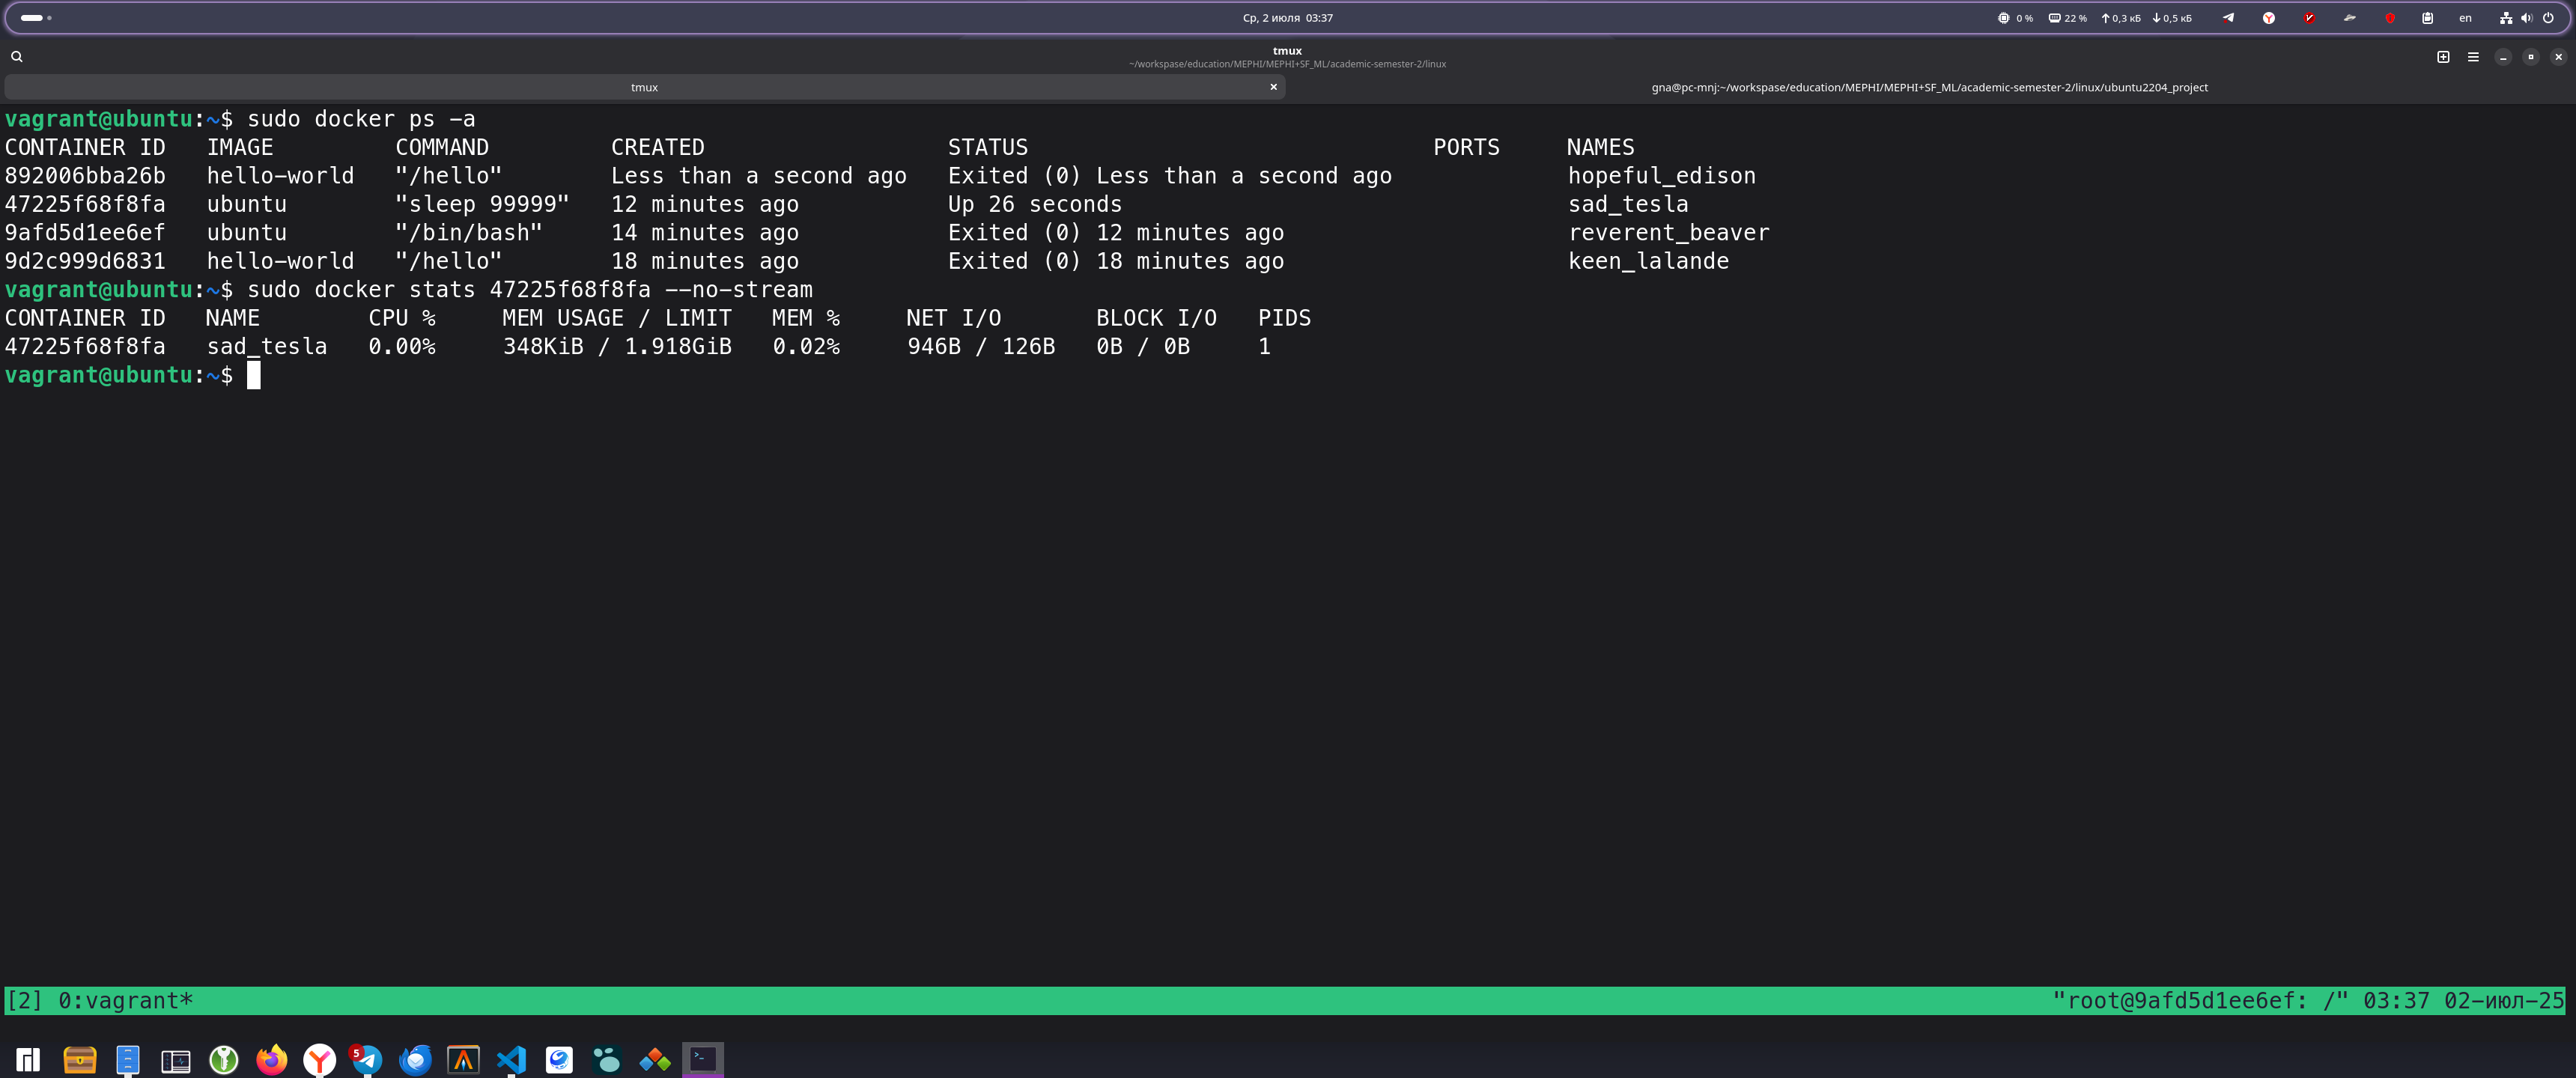 Ср, 2 июля 03:37
0 %
22 %
0,3 кБ
0,5 кБ
en
tmux
~/workspase/education/MEPHI/MEPHI+SF_ML/academic-semester-2/linux
tmux
gna@pc-mnj:~/workspase/education/MEPHI/MEPHI+SF_ML/academic-semester-2/linux/ubuntu2204_project
vagrant@ubuntu:~$ sudo docker ps -a
CONTAINER ID   IMAGE         COMMAND         CREATED                  STATUS                              PORTS     NAMES
892006bba26b   hello-world   "/hello"        Less than a second ago   Exited (0) Less than a second ago             hopeful_edison
47225f68f8fa   ubuntu        "sleep 99999"   12 minutes ago           Up 26 seconds                                 sad_tesla
9afd5d1ee6ef   ubuntu        "/bin/bash"     14 minutes ago           Exited (0) 12 minutes ago                     reverent_beaver
9d2c999d6831   hello-world   "/hello"        18 minutes ago           Exited (0) 18 minutes ago                     keen_lalande
vagrant@ubuntu:~$ sudo docker stats 47225f68f8fa --no-stream
CONTAINER ID   NAME        CPU %     MEM USAGE / LIMIT   MEM %     NET I/O       BLOCK I/O   PIDS
47225f68f8fa   sad_tesla   0.00%     348KiB / 1.918GiB   0.02%     946B / 126B   0B / 0B     1
vagrant@ubuntu:~$
[2] 0:vagrant*
"root@9afd5d1ee6ef: /" 03:37 02-июл-25
5